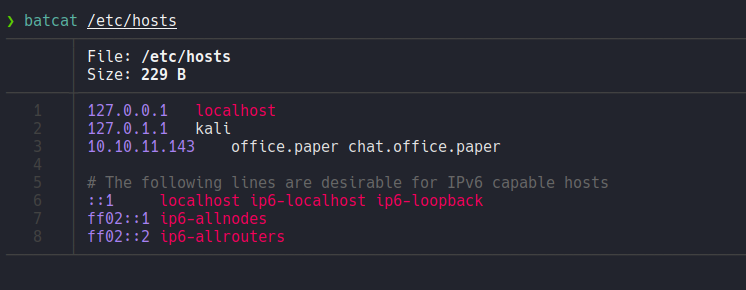 ❯ batcat /etc/hosts
File: /etc/hosts
Size: 229 B
1 127.0.0.1 localhost
2 127.0.1.1 kali
3 10.10.11.143 office.paper chat.office.paper
4
5 # The following lines are desirable for IPv6 capable hosts
6 ::1 localhost ip6-localhost ip6-loopback
7 ff02::1 ip6-allnodes
8 ff02::2 ip6-allrouters